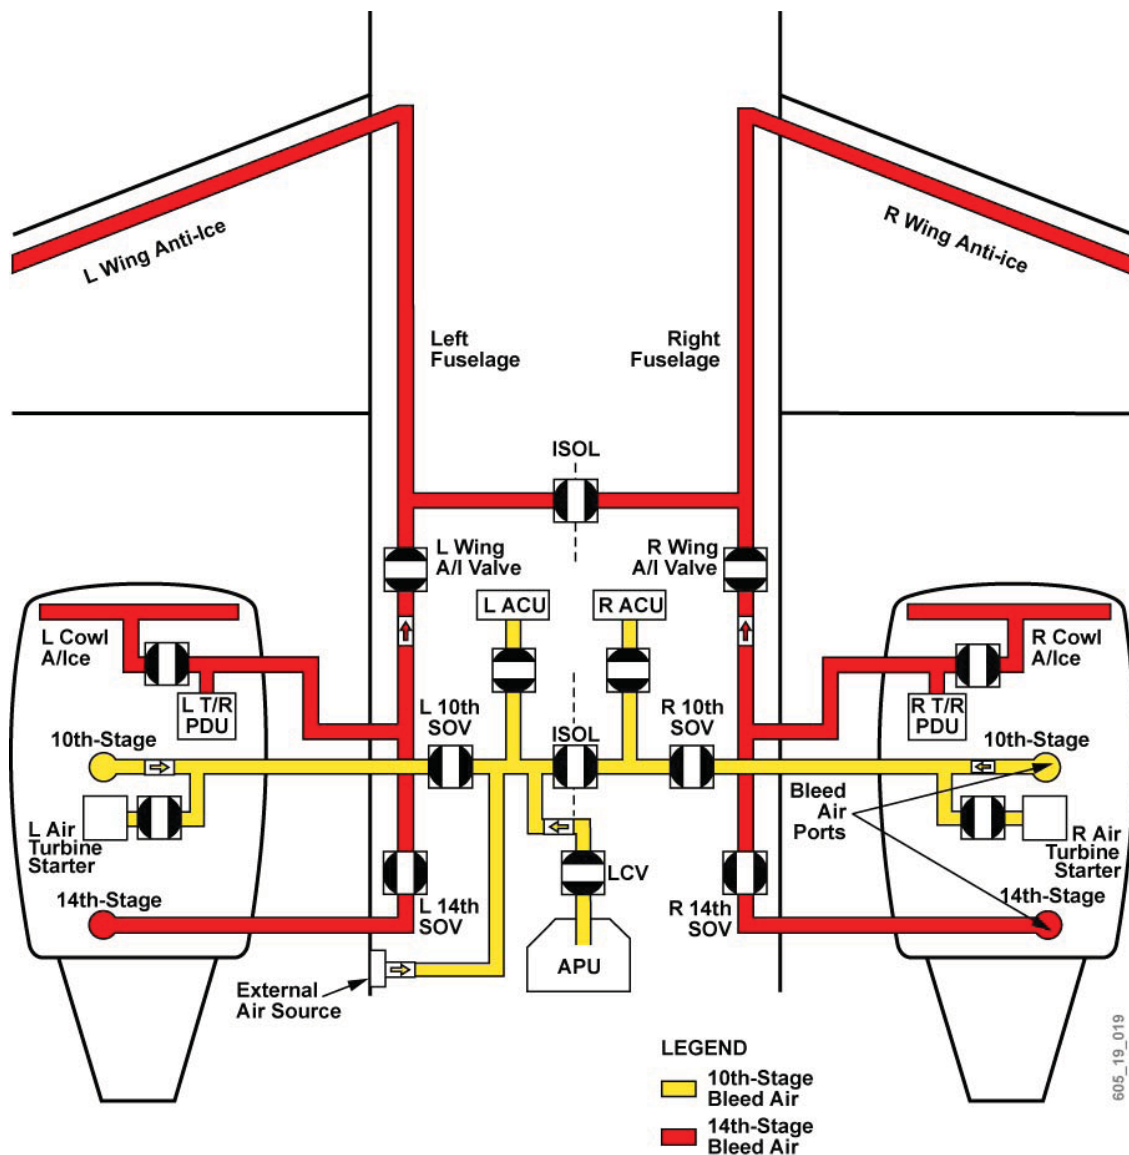 L Wing Anti-Ice
R Wing Anti-ice
Left
Fuselage
Right
Fuselage
ISOL
L Wing
A/I Valve
R Wing
A/I Valve
L ACU
R ACU
L Cowl
A/Ice
R Cowl
A/Ice
L T/R
PDU
R T/R
PDU
L 10th
SOV
ISOL
R 10th
SOV
10th-Stage
10th-Stage
Bleed
Air
Ports
L Air
Turbine
Starter
R Air
Turbine
Starter
LCV
14th-Stage
14th-Stage
L 14th
SOV
R 14th
SOV
APU
External
Air Source
LEGEND
10th-Stage
Bleed Air
14th-Stage
Bleed Air
605_19_019